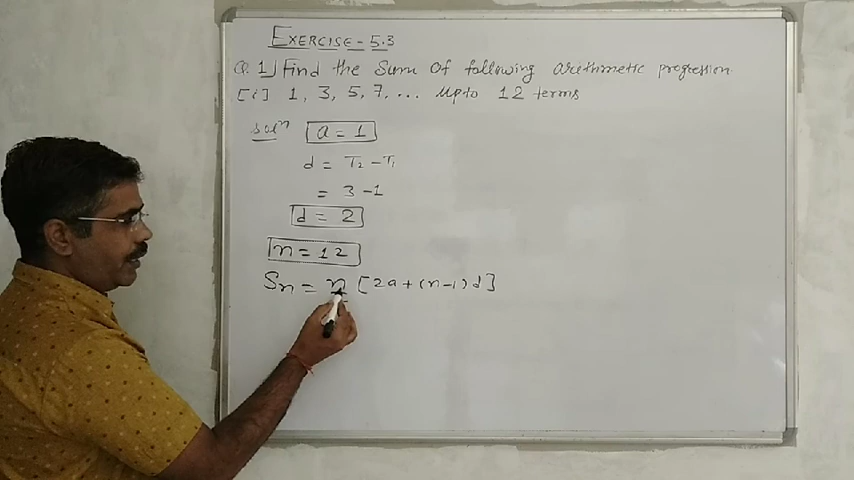 EXERCISE-5.3
Q.1] Find the Sum of following arithmetic progression
[i] 1, 3, 5, 7, ... upto 12 terms
solⁿ a = 1
d = T₂ - T₁
= 3 - 1
d = 2
n = 12
Sn = n [2a + (n-1) d]